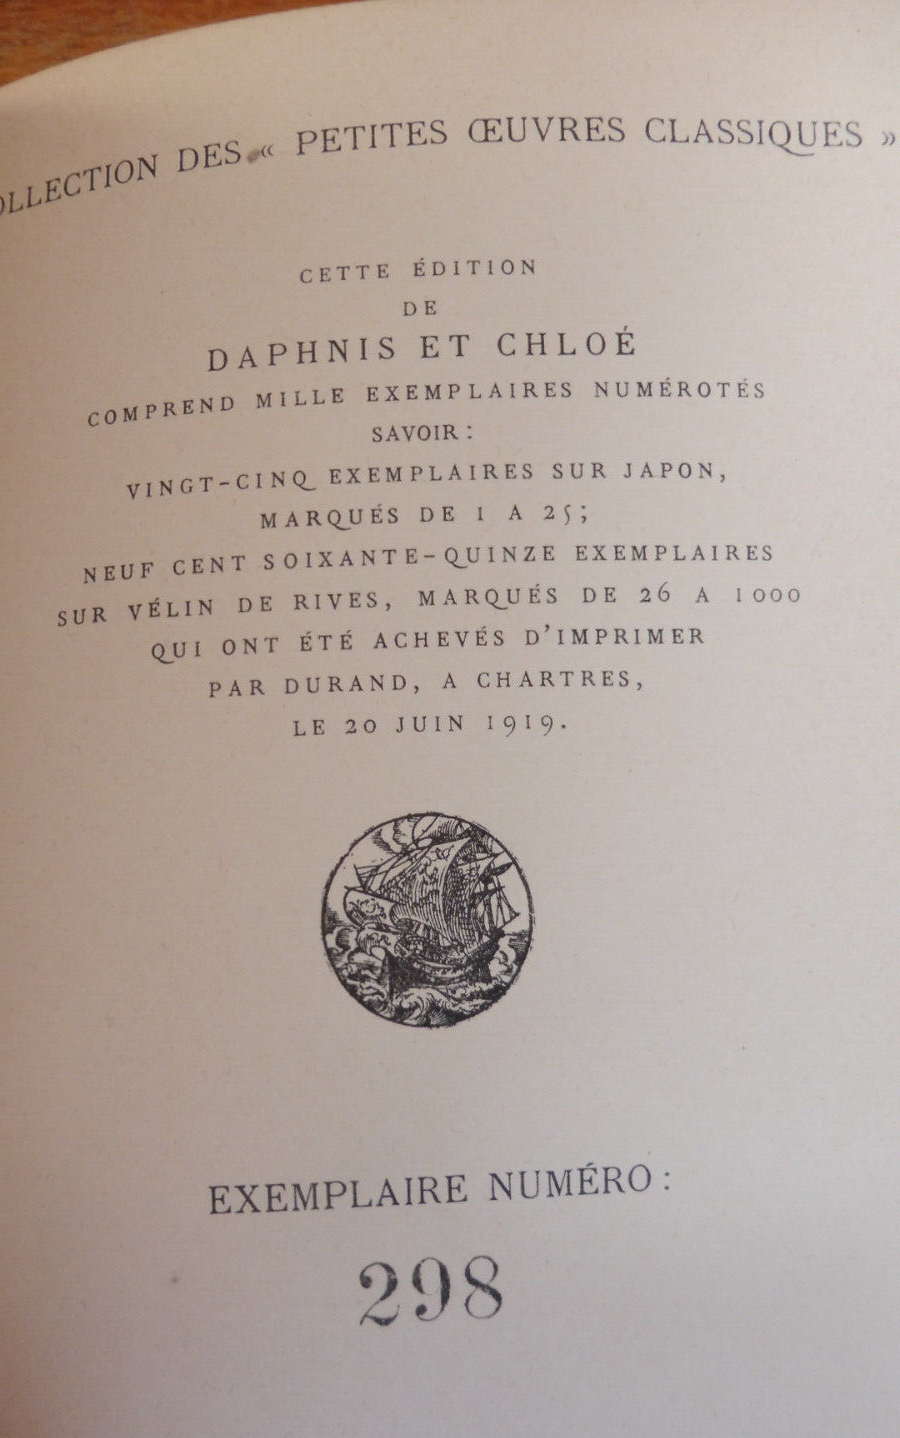 OLLECTION DES « PETITES ŒUVRES CLASSIQUES »
CETTE ÉDITION
DE
DAPHNIS ET CHLOÉ
COMPREND MILLE EXEMPLAIRES NUMÉROTÉS
SAVOIR :
VINGT-CINQ EXEMPLAIRES SUR JAPON,
MARQUÉS DE 1 A 25;
NEUF CENT SOIXANTE-QUINZE EXEMPLAIRES
SUR VÉLIN DE RIVES, MARQUÉS DE 26 A 1000
QUI ONT ÉTÉ ACHEVÉS D'IMPRIMER
PAR DURAND, A CHARTRES,
LE 20 JUIN 1919.
EXEMPLAIRE NUMÉRO :
298